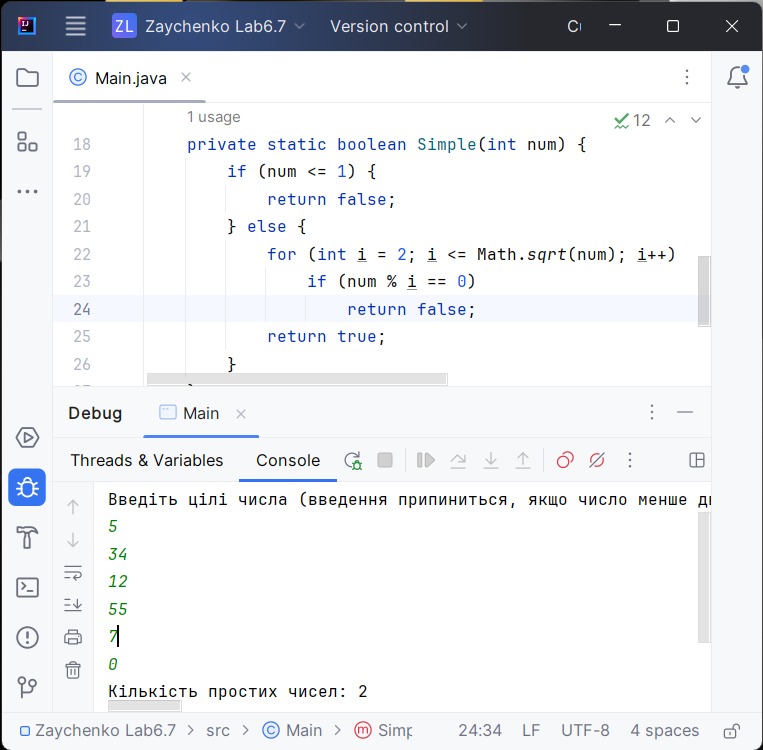 ZL Zaychenko Lab6.7 Version control
Main.java
1 usage 12
18 private static boolean Simple(int num) {
19 if (num <= 1) {
20 return false;
21 } else {
22 for (int i = 2; i <= Math.sqrt(num); i++)
23 if (num % i == 0)
24 return false;
25 return true;
26 }
Debug Main
Threads & Variables Console
Введіть цілі числа (введення припиниться, якщо число менше
5
34
12
55
7
0
Кількість простих чисел: 2
Zaychenko Lab6.7 > src > Main > Simp 24:34 LF UTF-8 4 spaces